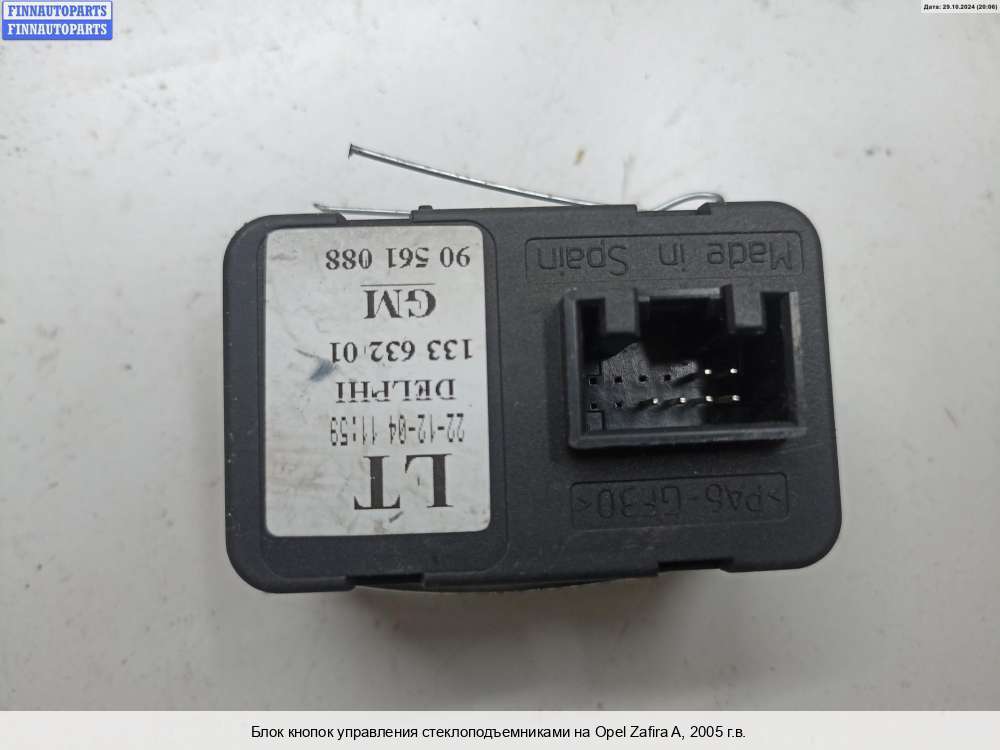 FINNAUTOPARTS
FINNAUTOPARTS
Дата: 29.10.2024 (20:06)
LT
22-12-04 11:59
DELPHI
133 632 01
GM
90 561 088
Made in Spain
>PA6-GF30<
Блок кнопок управления стеклоподъемниками на Opel Zafira A, 2005 г.в.